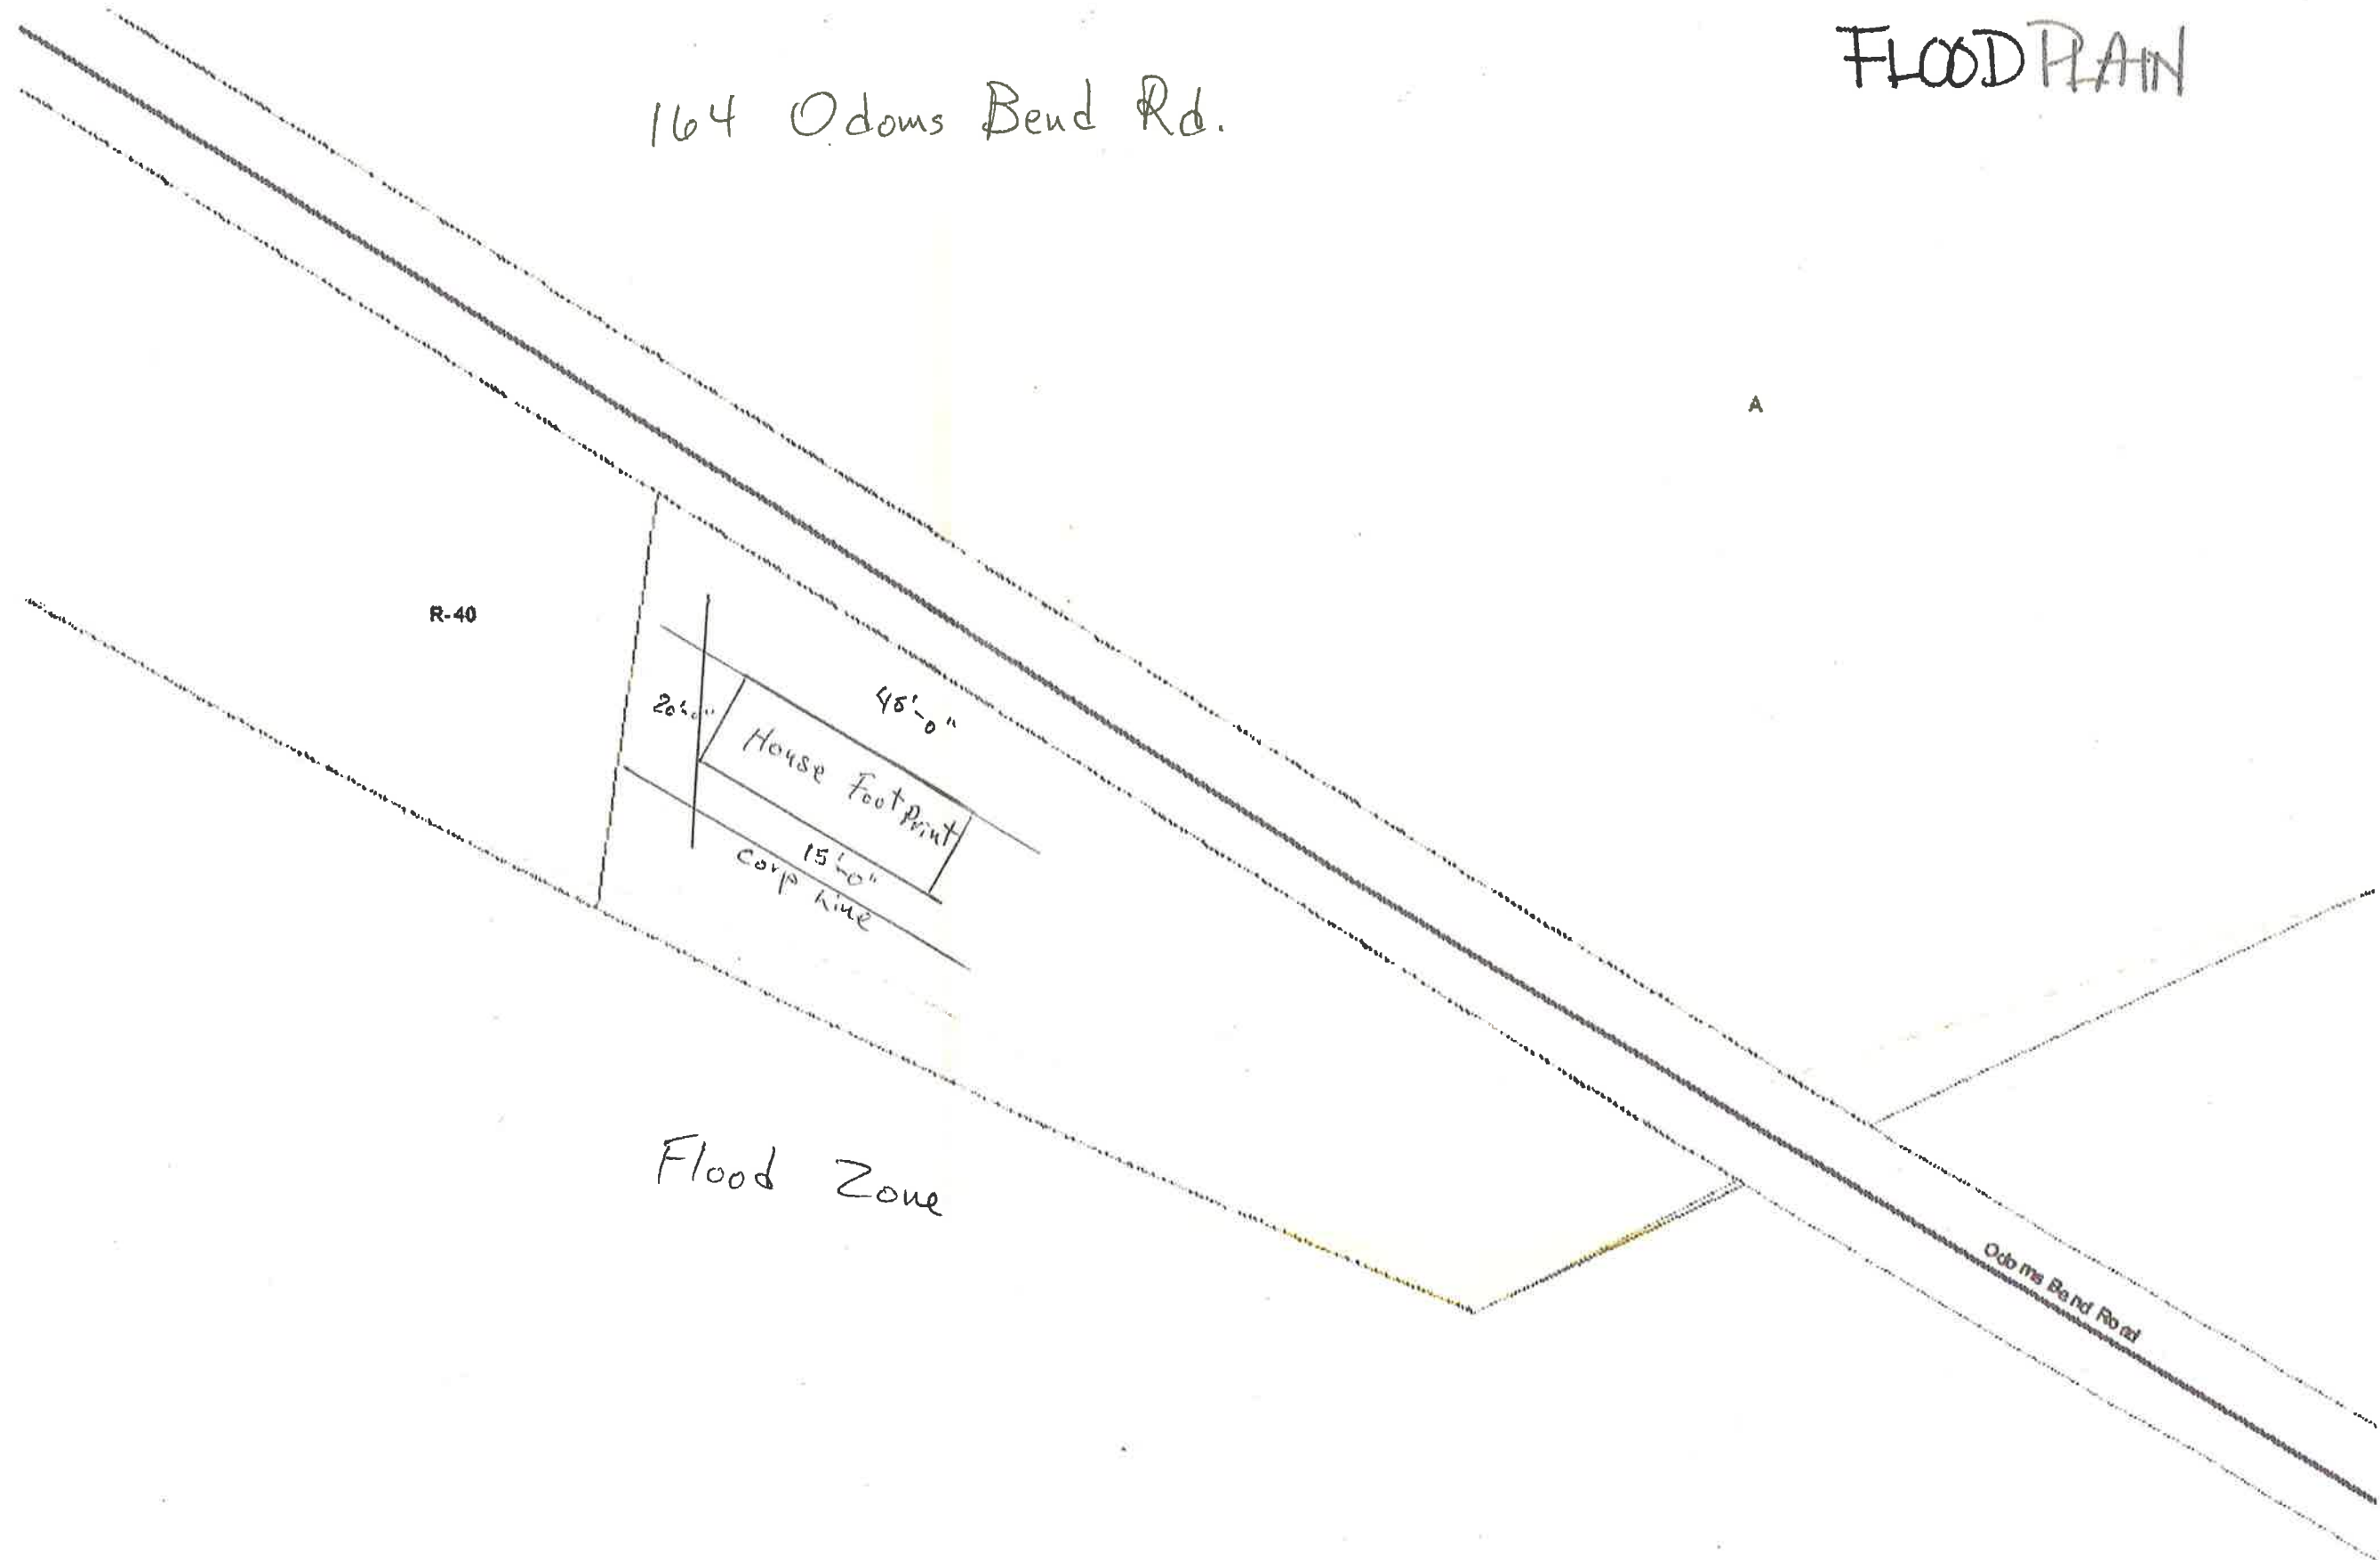 FLOODPLAIN
164 Odoms Bend Rd.
A
R-40
20'-0"
45'-0"
House FootPrint
15'-0"
Corp Line
Flood Zone
Odoms Bend Road